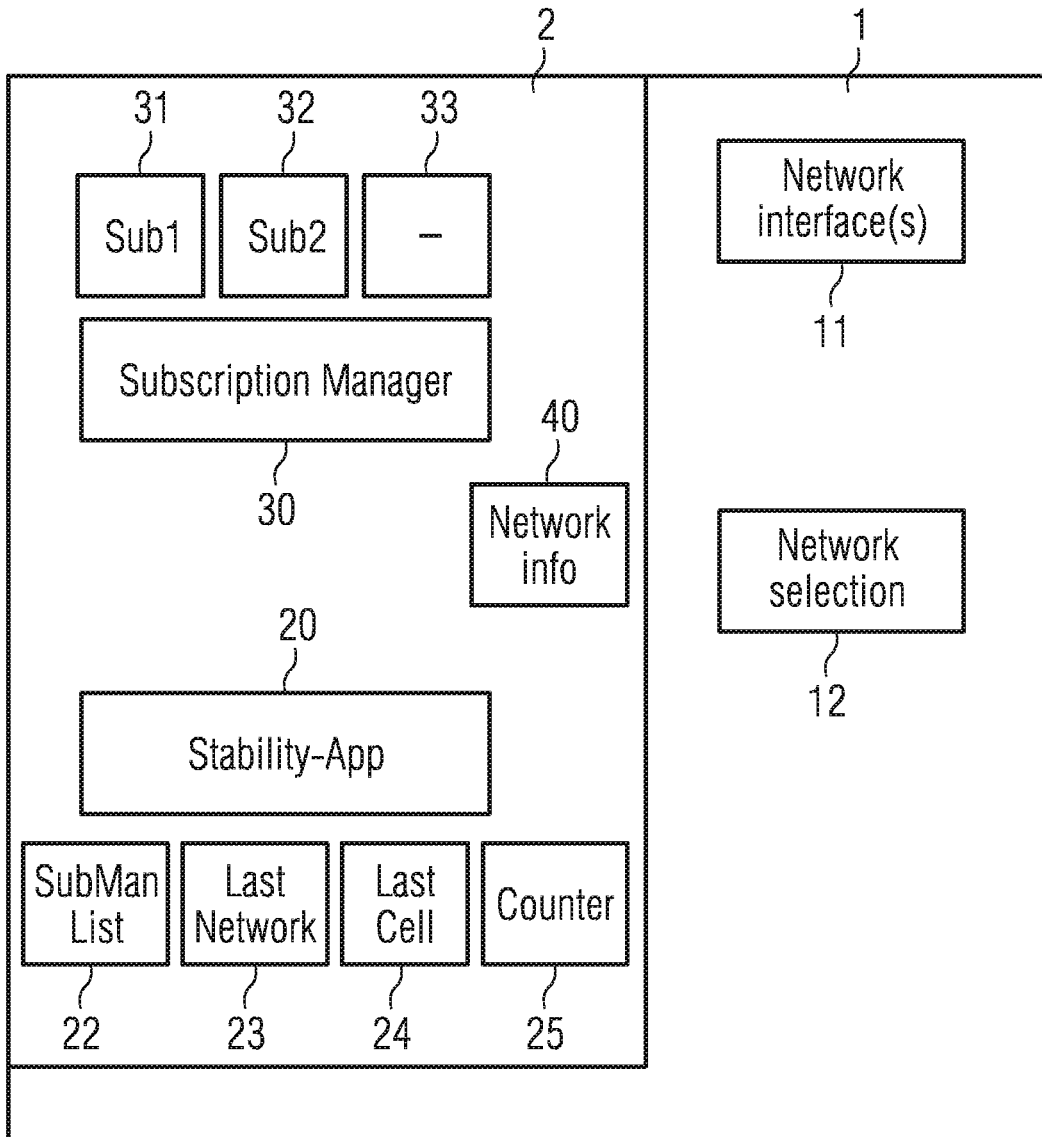 2
1
31
32
33
Sub1
Sub2
–
Network
interface(s)
11
Subscription Manager
30
40
Network
info
Network
selection
12
20
Stability-App
SubMan
List
Last
Network
Last
Cell
Counter
22
23
24
25